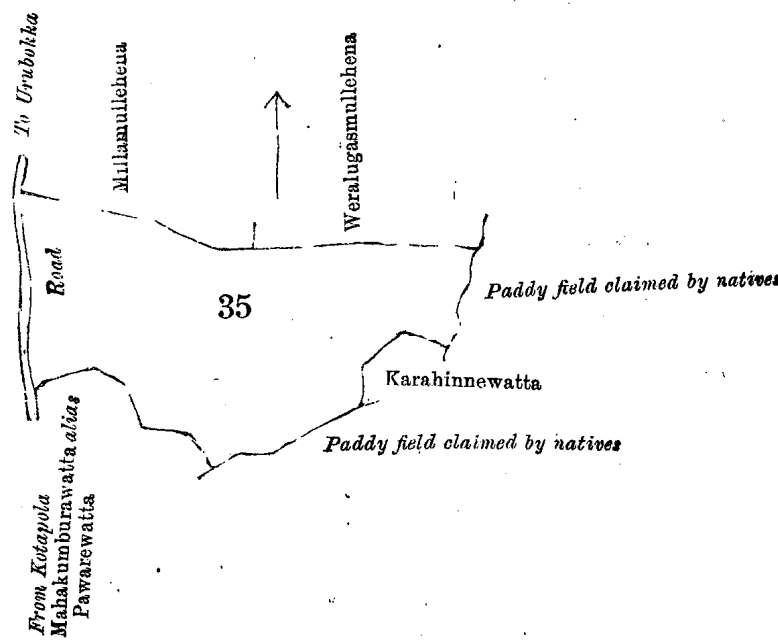 To Urubokka
Millamullehena
Weralugasmullehena
Road
35
Paddy field claimed by natives
Karahinnewatta
Paddy field claimed by natives
From Kotapola
Mahakumburawatta alias
Pawarewatta